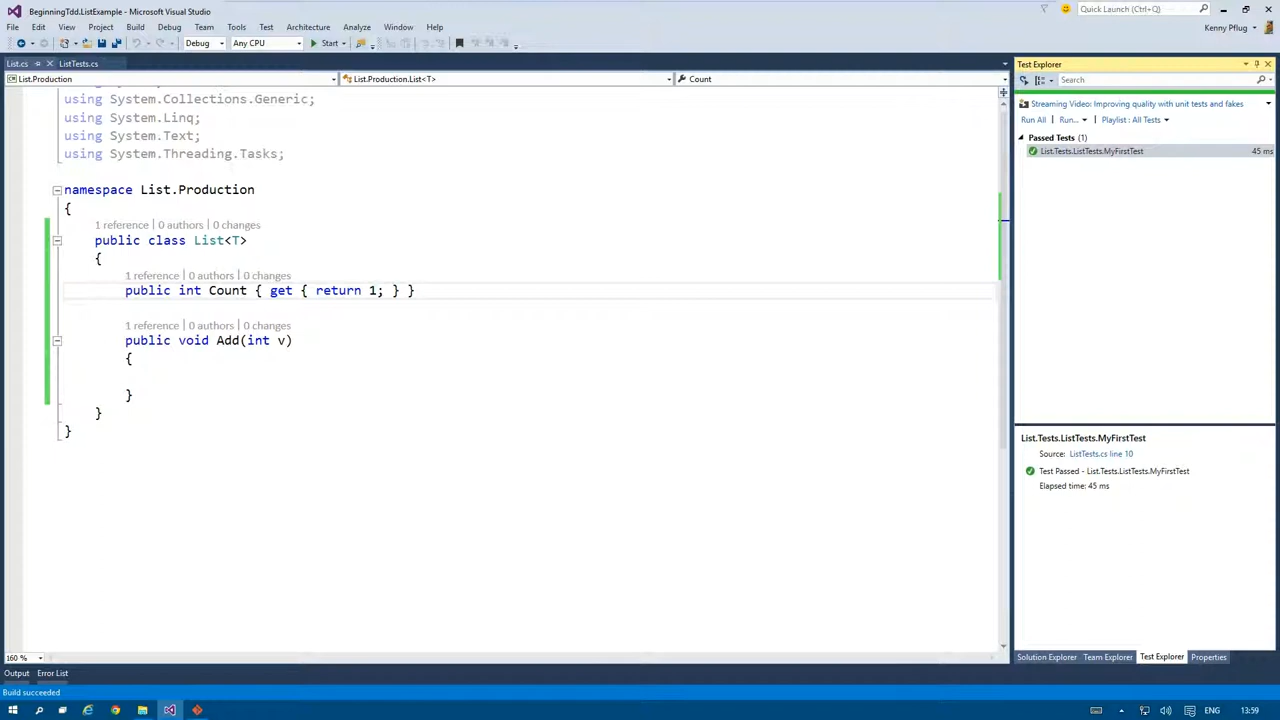 BeginningTdd.ListExample - Microsoft Visual Studio
Quick Launch (Ctrl+Q)
File Edit View Project Build Debug Team Tools Test Architecture Analyze Window Help
Kenny Pflug
Debug Any CPU Start
List.cs ListTests.cs
List.Production List.Production.List<T> Count
using System.Collections.Generic;
using System.Linq;
using System.Text;
using System.Threading.Tasks;
namespace List.Production
{
1 reference | 0 authors | 0 changes
public class List<T>
{
1 reference | 0 authors | 0 changes
public int Count { get { return 1; } }
1 reference | 0 authors | 0 changes
public void Add(int v)
{
}
}
}
160 %
Test Explorer
Search
Streaming Video: Improving quality with unit tests and fakes
Run All Run... Playlist : All Tests
Passed Tests (1)
List.Tests.ListTests.MyFirstTest 45 ms
List.Tests.ListTests.MyFirstTest
Source: ListTests.cs line 10
Test Passed - List.Tests.ListTests.MyFirstTest
Elapsed time: 45 ms
Solution Explorer Team Explorer Test Explorer Properties
Output Error List
Build succeeded
ENG 13:59